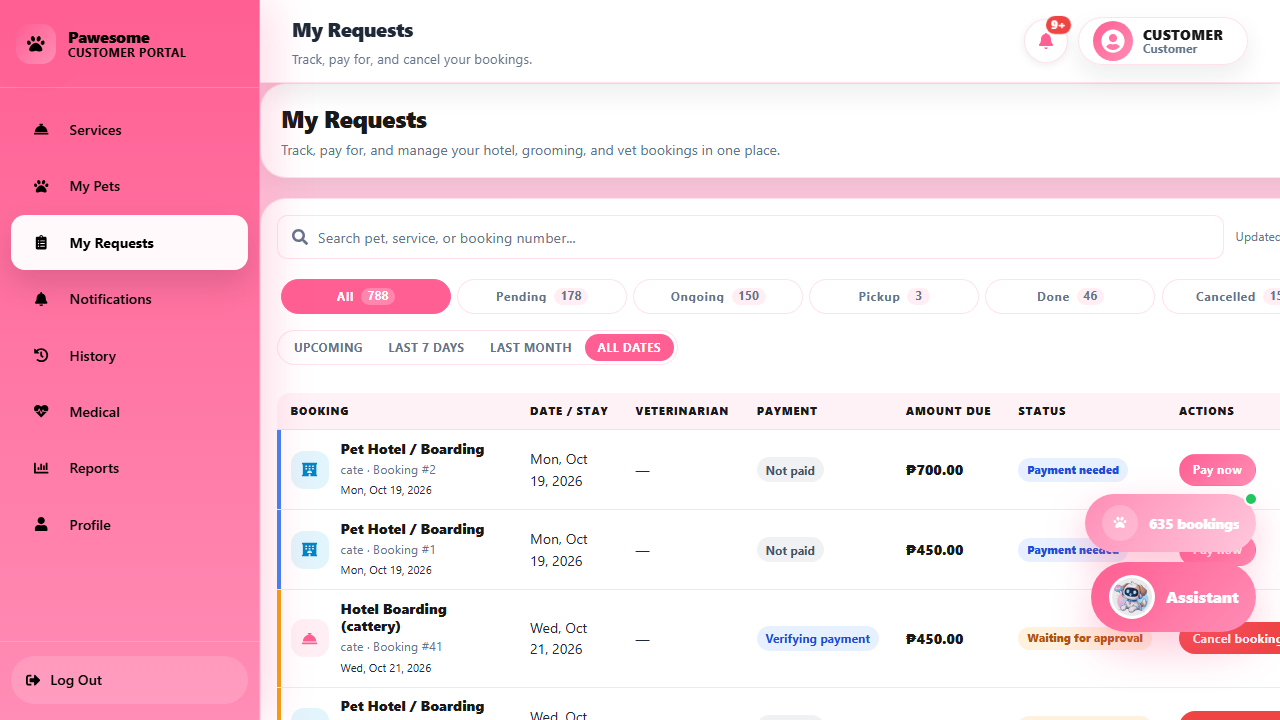 Pawesome
CUSTOMER PORTAL
Services
My Pets
My Requests
Notifications
History
Medical
Reports
Profile
Log Out
My Requests
Track, pay for, and cancel your bookings.
9+
CUSTOMER
Customer
My Requests
Track, pay for, and manage your hotel, grooming, and vet bookings in one place.
Search pet, service, or booking number...
Updated
All 788
Pending 178
Ongoing 150
Pickup 3
Done 46
Cancelled
UPCOMING
LAST 7 DAYS
LAST MONTH
ALL DATES
BOOKING DATE / STAY VETERINARIAN PAYMENT AMOUNT DUE STATUS ACTIONS
Pet Hotel / Boarding
cate · Booking #2
Mon, Oct 19, 2026
Mon, Oct
19, 2026
—
Not paid
₱700.00
Payment needed
Pay now
Pet Hotel / Boarding
cate · Booking #1
Mon, Oct 19, 2026
Mon, Oct
19, 2026
—
Not paid
₱450.00
Payment needed
Pay now
635 bookings
Assistant
Hotel Boarding
(cattery)
cate · Booking #41
Wed, Oct 21, 2026
Wed, Oct
21, 2026
—
Verifying payment
₱450.00
Waiting for approval
Cancel booking
Pet Hotel / Boarding
Wed, Oct